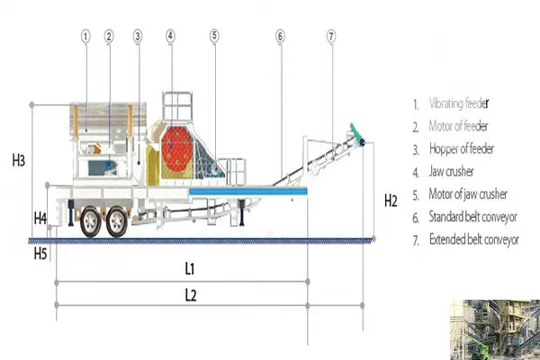 1 2 3 4 5 6 7
H3
H4
H5
H2
L1
L2
1. Vibrating feeder
2. Motor of feeder
3. Hopper of feeder
4. Jaw crusher
5. Motor of jaw crusher
6. Standard belt conveyor
7. Extended belt conveyor